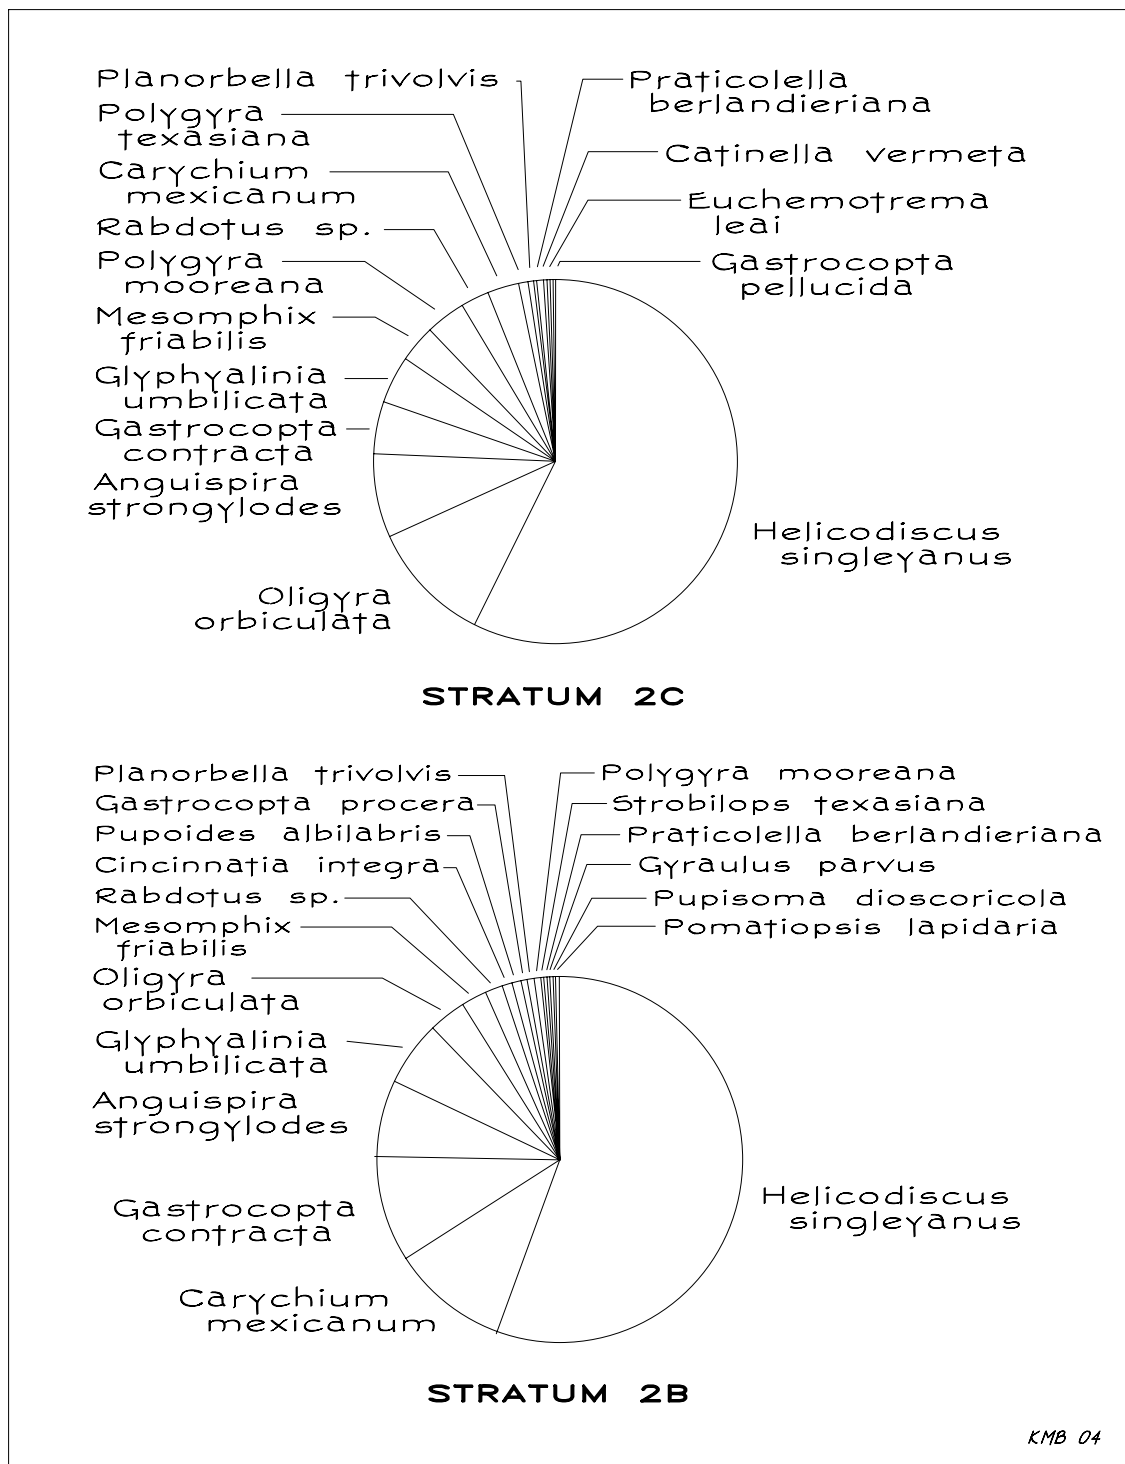 Planorbella trivolvis
Polygyra
texasiana
Carychium
mexicanum
Rabdotus sp.
Polygyra
mooreana
Mesomphix
friabilis
Glyphyalinia
umbilicata
Gastrocopta
contracta
Anguispira
strongylodes
Oligyra
orbiculata
Praticolella
berlandieriana
Catinella vermeta
Euchemotrema
leai
Gastrocopta
pellucida
Helicodiscus
singleyanus
STRATUM 2C
Planorbella trivolvis
Gastrocopta procera
Pupoides albilabris
Cincinnatia integra
Rabdotus sp.
Mesomphix
friabilis
Oligyra
orbiculata
Glyphyalinia
umbilicata
Anguispira
strongylodes
Gastrocopta
contracta
Carychium
mexicanum
Polygyra mooreana
Strobilops texasiana
Praticolella berlandieriana
Gyraulus parvus
Pupisoma dioscoricola
Pomatiopsis lapidaria
Helicodiscus
singleyanus
STRATUM 2B
KMB 04